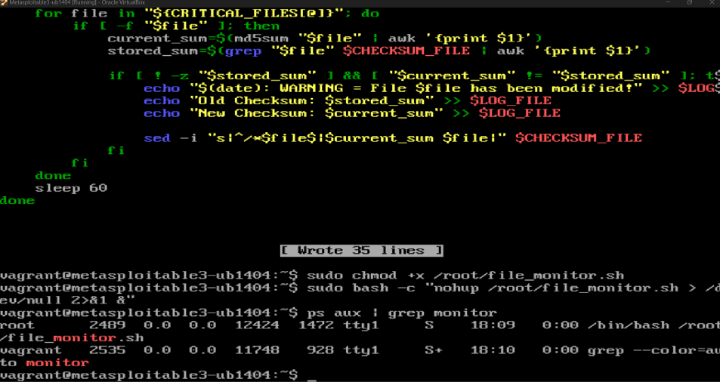 Metasploitable3-ub1404 [Running] - Oracle VirtualBox
for file in "${CRITICAL_FILES[@]}"; do
if [ -f "$file" ]; then
current_sum=$(md5sum "$file" | awk '{print $1}')
stored_sum=$(grep "$file" $CHECKSUM_FILE | awk '{print $1}')
if [ ! -z "$stored_sum" ] && [ "$current_sum" != "$stored_sum" ]; t$
echo "$(date): WARNING = File $file has been modified!" >> $LOG$
echo "Old Checksum: $stored_sum" >> $LOG_FILE
echo "New Checksum: $current_sum" >> $LOG_FILE
sed -i "s|^/*$file$|$current_sum $file|" $CHECKSUM_FILE
fi
fi
done
sleep 60
done
[ Wrote 35 lines ]
vagrant@metasploitable3-ub1404:~$ sudo chmod +x /root/file_monitor.sh
vagrant@metasploitable3-ub1404:~$ sudo bash -c "nohup /root/file_monitor.sh > /d
ev/null 2>&1 &"
vagrant@metasploitable3-ub1404:~$ ps aux | grep monitor
root 2489 0.0 0.0 12424 1472 tty1 S 18:09 0:00 /bin/bash /root
/file_monitor.sh
vagrant 2535 0.0 0.0 11748 928 tty1 S+ 18:10 0:00 grep --color=au
to monitor
vagrant@metasploitable3-ub1404:~$ _